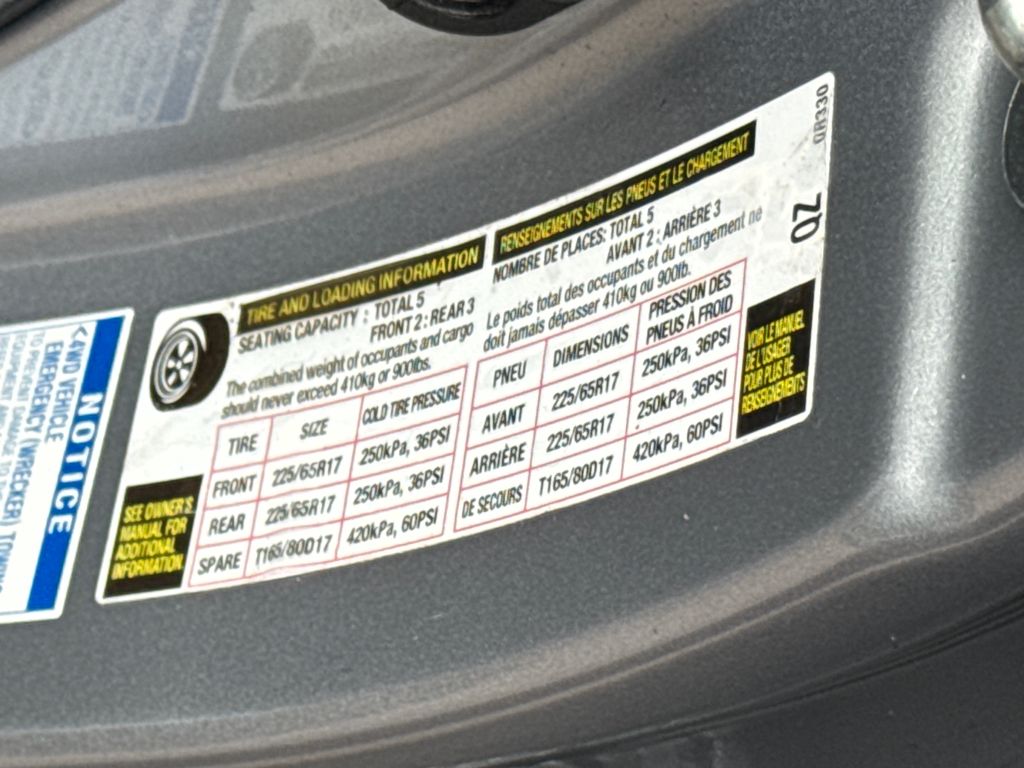 TIRE AND LOADING INFORMATION
SEATING CAPACITY : TOTAL 5
FRONT 2 : REAR 3
The combined weight of occupants and cargo
should never exceed 410kg or 900lbs.
TIRE SIZE COLD TIRE PRESSURE
FRONT 225/65R17 250kPa, 36PSI
REAR 225/65R17 250kPa, 36PSI
SPARE T165/80D17 420kPa, 60PSI
SEE OWNER'S
MANUAL FOR
ADDITIONAL
INFORMATION.
RENSEIGNEMENTS SUR LES PNEUS ET LE CHARGEMENT
NOMBRE DE PLACES: TOTAL 5
AVANT 2 : ARRIÈRE 3
Le poids total des occupants et du chargement ne
doit jamais dépasser 410kg ou 900lb.
PNEU DIMENSIONS PRESSION DES
PNEUS À FROID
AVANT 225/65R17 250kPa, 36PSI
ARRIÈRE 225/65R17 250kPa, 36PSI
DE SECOURS T165/80D17 420kPa, 60PSI
VOIR LE MANUEL
DE L'USAGER
POUR PLUS DE
RENSEIGNEMENTS
QZ
0R330
NOTICE
<4WD VEHICLE
EMERGENCY (WRECKER) TOWING